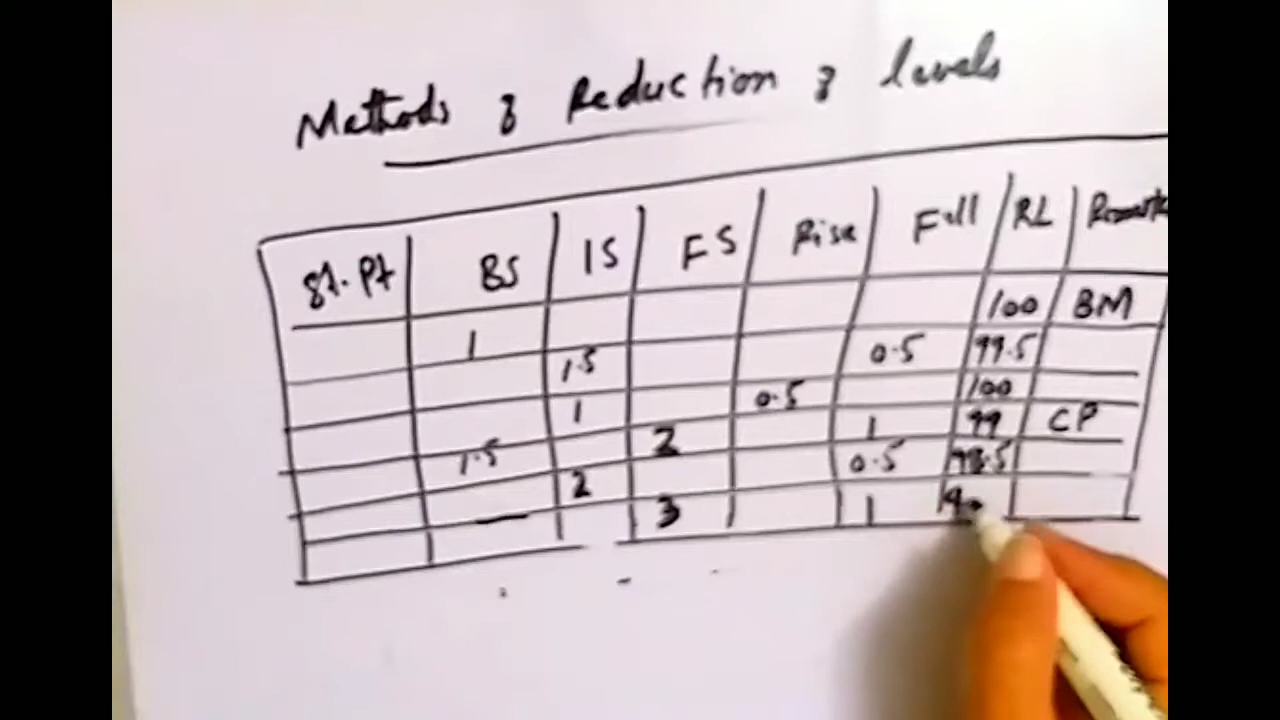 Methods of Reduction of levels
St. Pt BS IS FS Rise Fall RL Remark
1 100 BM
1.5 0.5 99.5
1 0.5 100
1.5 2 1 99 CP
2 0.5 98.5
3 1